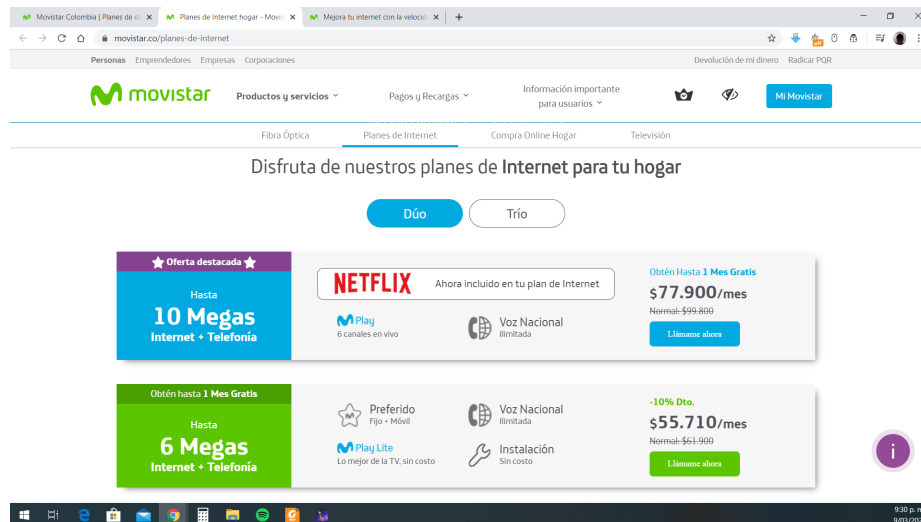 Movistar Colombia | Planes de d
Planes de Internet hogar - Movis
Mejora tu internet con la velocid
movistar.co/planes-de-internet
off
Personas Emprendedores Empresas Corporaciones
Devolución de mi dinero Radicar PQR
movistar
Productos y servicios
Pagos y Recargas
Información importante
para usuarios
Mi Movistar
Fibra Óptica
Planes de Internet
Compra Online Hogar
Televisión
Disfruta de nuestros planes de Internet para tu hogar
Dúo
Trío
Oferta destacada
Hasta
10 Megas
Internet + Telefonía
NETFLIX
Ahora incluido en tu plan de Internet
Play
6 canales en vivo
Voz Nacional
Ilimitada
Obtén Hasta 1 Mes Gratis
$77.900/mes
Normal: $99.800
Llámame ahora
Obtén hasta 1 Mes Gratis
Hasta
6 Megas
Internet + Telefonía
Preferido
Fijo + Móvil
Voz Nacional
Ilimitada
Play Lite
Lo mejor de la TV, sin costo
Instalación
Sin costo
-10% Dto.
$55.710/mes
Normal: $61.900
Llámame ahora
i
9:30 p.
9/03/202